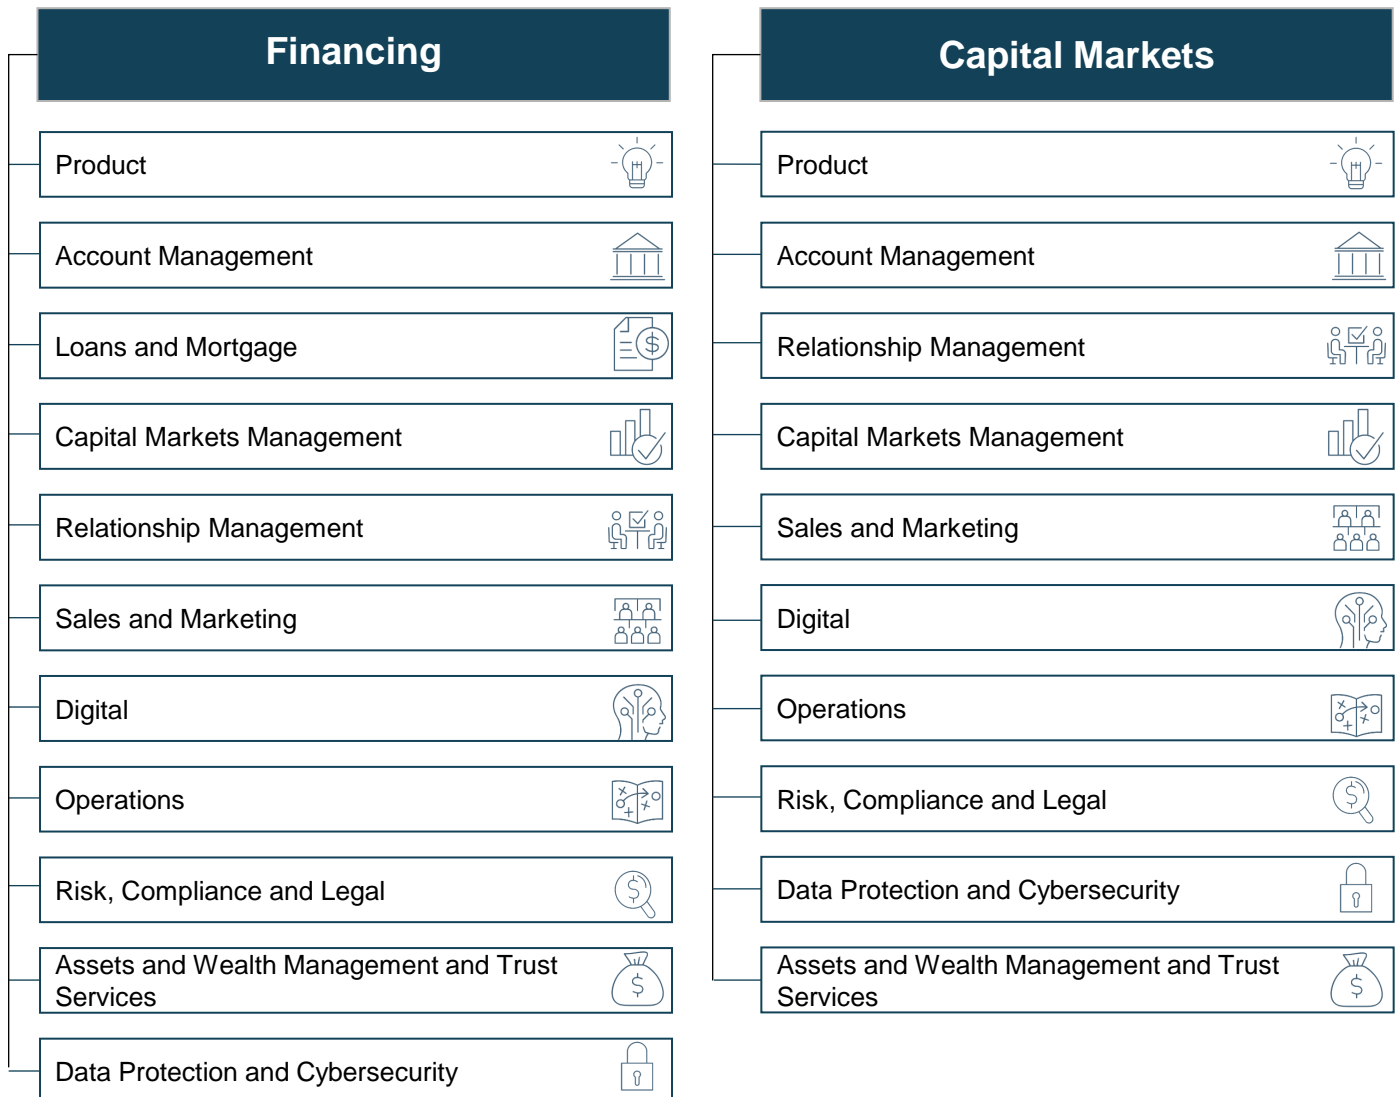 Financing
Product
Account Management
Loans and Mortgage
Capital Markets Management
Relationship Management
Sales and Marketing
Digital
Operations
Risk, Compliance and Legal
Assets and Wealth Management and Trust
Services
Data Protection and Cybersecurity
Capital Markets
Product
Account Management
Relationship Management
Capital Markets Management
Sales and Marketing
Digital
Operations
Risk, Compliance and Legal
Data Protection and Cybersecurity
Assets and Wealth Management and Trust
Services